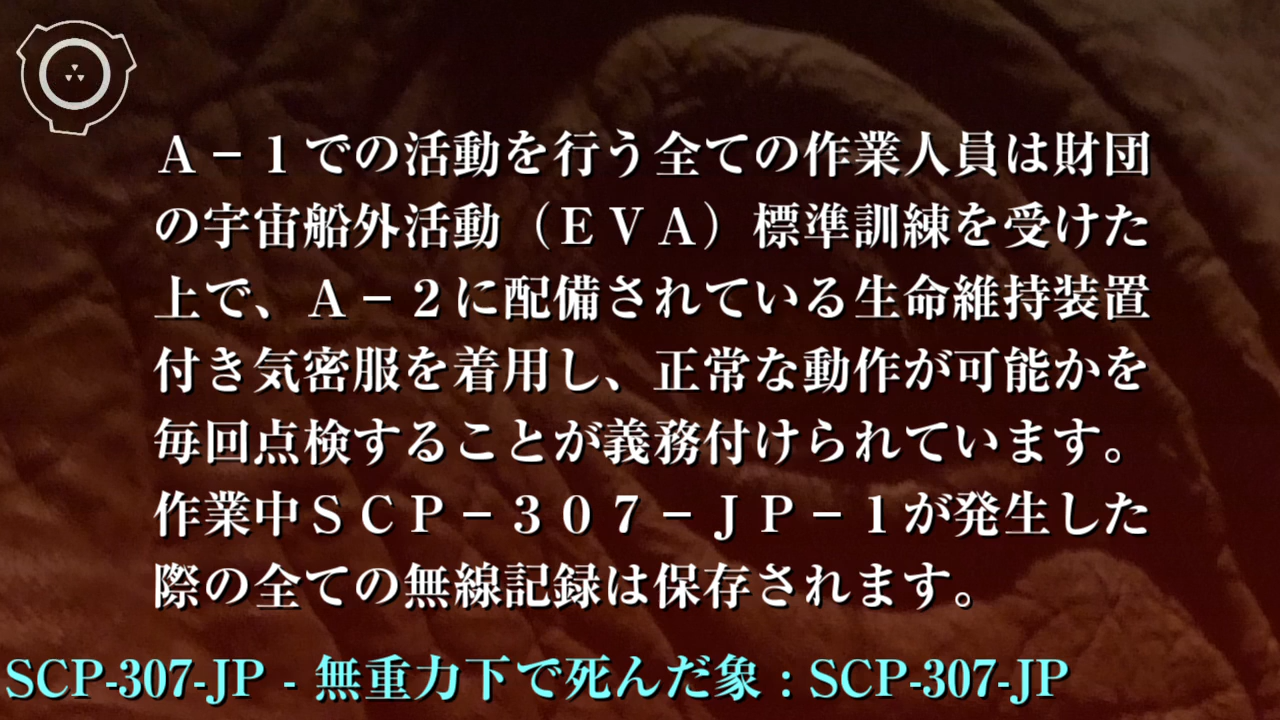 A－１での活動を行う全ての作業人員は財団
の宇宙船外活動（ＥＶＡ）標準訓練を受けた
上で、Ａ－２に配備されている生命維持装置
付き気密服を着用し、正常な動作が可能かを
毎回点検することが義務付けられています。
作業中ＳＣＰ－３０７－ＪＰ－１が発生した
際の全ての無線記録は保存されます。
SCP-307-JP - 無重力下で死んだ象 : SCP-307-JP